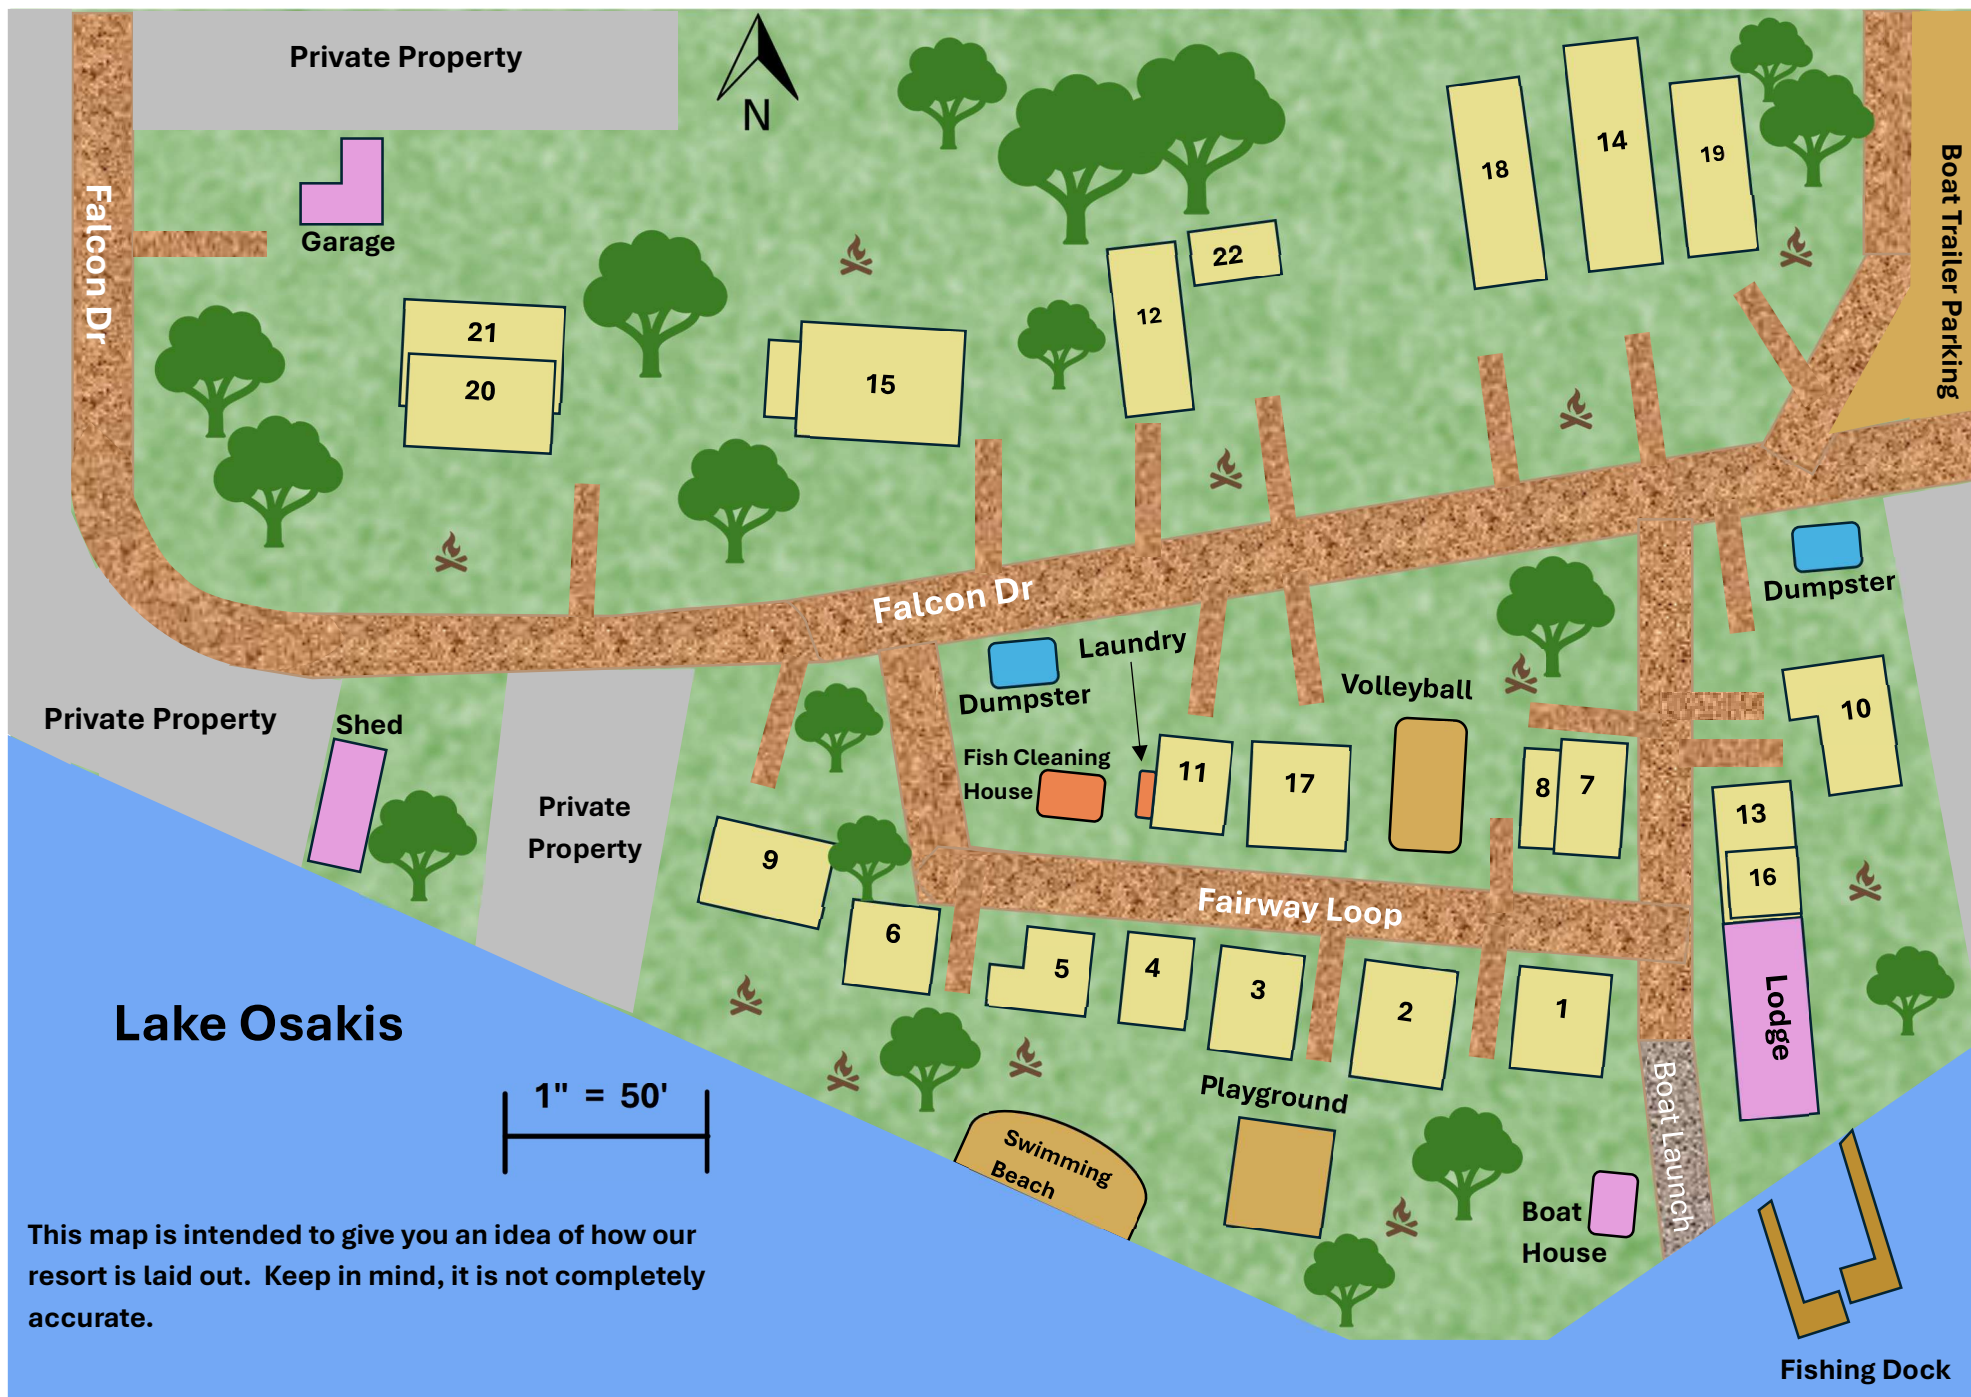 Private Property
N
Garage
Falcon Dr
21
20
15
12
22
18
14
19
Boat Trailer Parking
Falcon Dr
Dumpster
Laundry
Dumpster
Volleyball
Private Property
Shed
Fish Cleaning
House
11
17
8
7
10
13
16
Private
Property
9
6
Fairway Loop
5
4
3
2
1
Lodge
Lake Osakis
1" = 50'
Playground
Boat Launch
Swimming
Beach
Boat
House
This map is intended to give you an idea of how our
resort is laid out. Keep in mind, it is not completely
accurate.
Fishing Dock